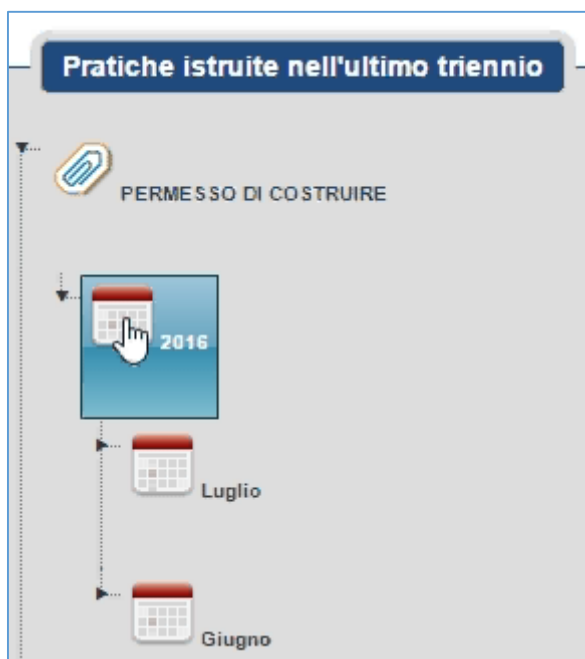 Pratiche istruite nell'ultimo triennio
PERMESSO DI COSTRUIRE
2016
Luglio
Giugno